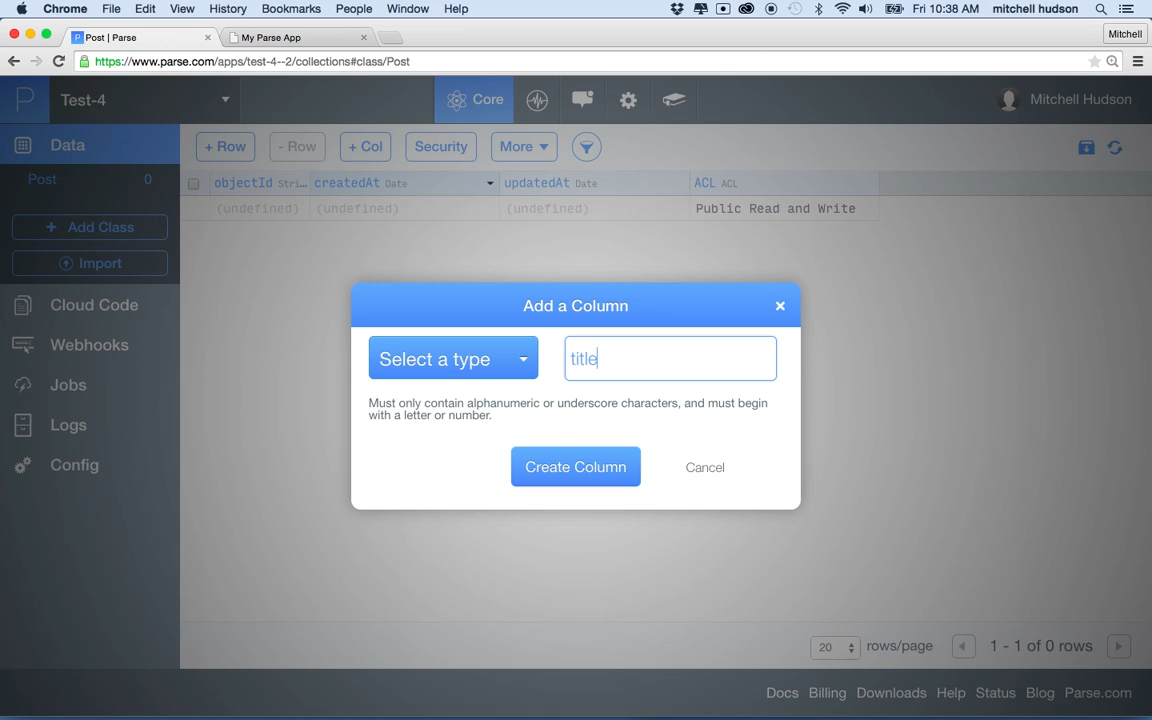 Chrome File Edit View History Bookmarks People Window Help Fri 10:38 AM mitchell hudson
Post | Parse × My Parse App × Mitchell
https://www.parse.com/apps/test-4--2/collections#class/Post
Test-4 Core Mitchell Hudson
Data + Row - Row + Col Security More
Post 0 objectId Stri... createdAt Date updatedAt Date ACL ACL
(undefined) (undefined) (undefined) Public Read and Write
+ Add Class
Import
Cloud Code
Webhooks
Jobs
Logs
Config
Add a Column ×
Select a type title
Must only contain alphanumeric or underscore characters, and must begin
with a letter or number.
Create Column Cancel
20 rows/page 1 - 1 of 0 rows
Docs Billing Downloads Help Status Blog Parse.com